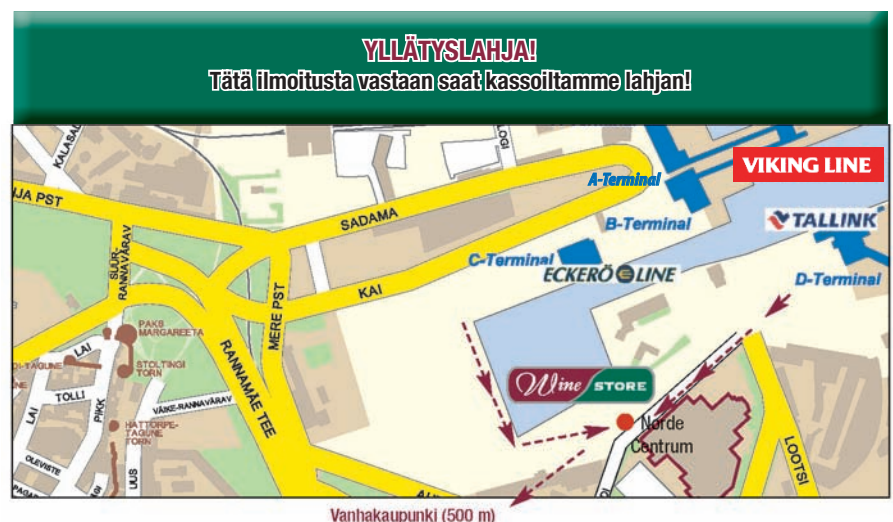 YLLÄTYSLAHJA!
Tätä ilmoitusta vastaan saat kassoiltamme lahjan!
VIKING LINE
A-Terminal
B-Terminal
TALLINK
C-Terminal
ECKERÖ LINE
D-Terminal
SADAMA
KAI
MERE PST
SUUR-
RANNAVÄRAV
PAKS
MARGAREETA
LAI
STOLTINGI
TORN
RANNAMÄE TEE
TOLLI
PIKK
VÄIKE-RANNAVÄRAV
LAI
HATTORPE-
TAGUNE
TORN
OLEVISTE
UUS
Wine STORE
Norde
Centrum
LOOTSI
Vanhakaupunki (500 m)